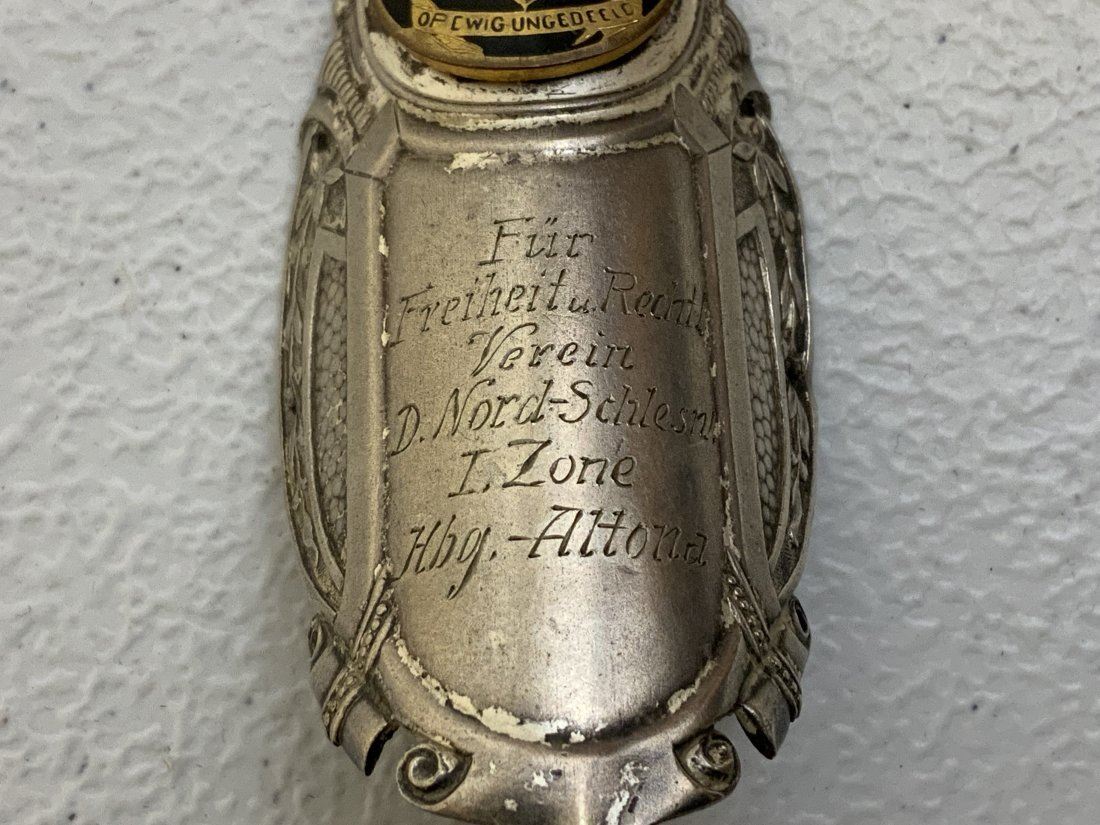 OP EWIG UNGEDEELD
Für
Freiheit u. Recht
Verein
D. Nord-Schlesw.
I. Zone
Hbg.-Altona